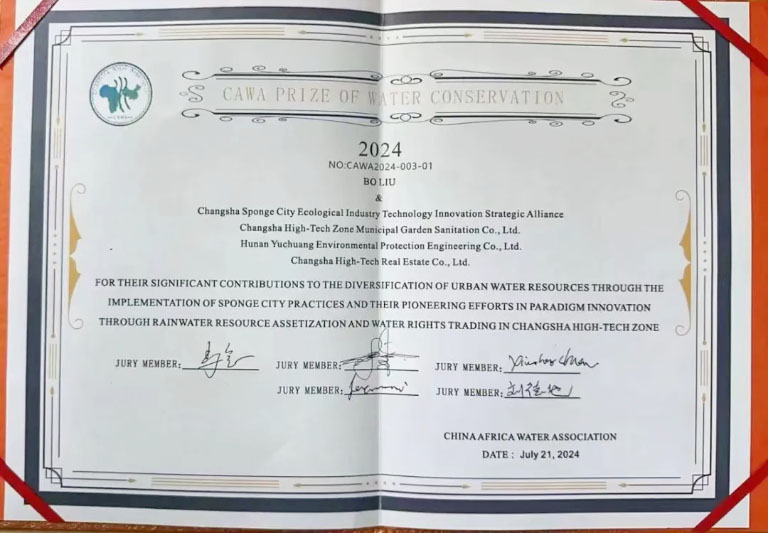 CAWA PRIZE OF WATER CONSERVATION
2024
NO:CAWA2024-003-01
BO LIU
&
Changsha Sponge City Ecological Industry Technology Innovation Strategic Alliance
Changsha High-Tech Zone Municipal Garden Sanitation Co., Ltd.
Hunan Yuchuang Environmental Protection Engineering Co., Ltd.
Changsha High-Tech Real Estate Co., Ltd.
FOR THEIR SIGNIFICANT CONTRIBUTIONS TO THE DIVERSIFICATION OF URBAN WATER RESOURCES THROUGH THE
IMPLEMENTATION OF SPONGE CITY PRACTICES AND THEIR PIONEERING EFFORTS IN PARADIGM INNOVATION
THROUGH RAINWATER RESOURCE ASSETIZATION AND WATER RIGHTS TRADING IN CHANGSHA HIGH-TECH ZONE
JURY MEMBER: JURY MEMBER: JURY MEMBER:
JURY MEMBER: JURY MEMBER:
CHINA AFRICA WATER ASSOCIATION
DATE : July 21, 2024